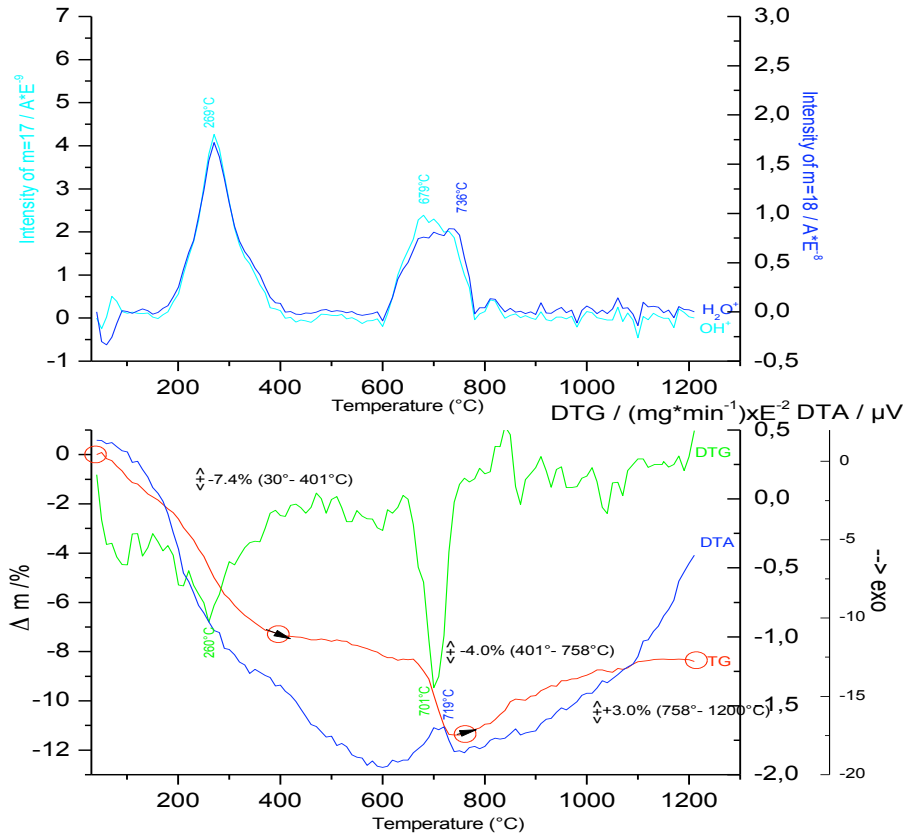 7
6
5
4
3
2
1
0
-1
Intensity of m=17 / A*E-9
3,0
2,5
2,0
1,5
1,0
0,5
0,0
-0,5
Intensity of m=18 / A*E-8
269°C
679°C
736°C
H2O+
OH+
200 400 600 800 1000 1200
Temperature (°C)
DTG / (mg*min-1)xE-2 DTA / µV
0
-2
-4
-6
-8
-10
-12
Δ m /%
0,5
0,0
-0,5
-1,0
-1,5
-2,0
0
-5
-10
-15
-20
--> exo
-7.4% (30°- 401°C)
-4.0% (401°- 758°C)
+3.0% (758°- 1200°C)
260°C
701°C
719°C
DTG
DTA
TG
200 400 600 800 1000 1200
Temperature (°C)